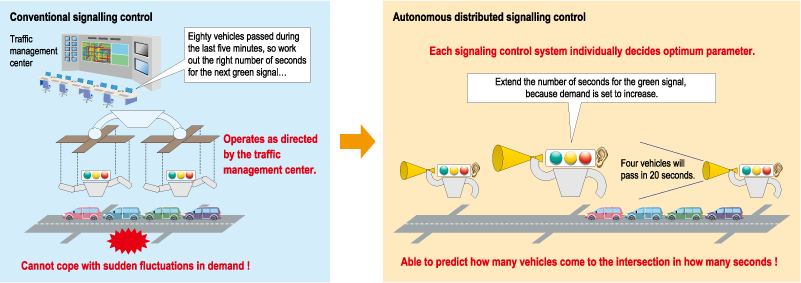 Conventional signalling control
Traffic
management
center
Eighty vehicles passed during
the last five minutes, so work
out the right number of seconds
for the next green signal…
Operates as directed
by the traffic
management center.
Cannot cope with sudden fluctuations in demand !
Autonomous distributed signalling control
Each signaling control system individually decides optimum parameter.
Extend the number of seconds for the green signal,
because demand is set to increase.
Four vehicles will
pass in 20 seconds.
Able to predict how many vehicles come to the intersection in how many seconds !